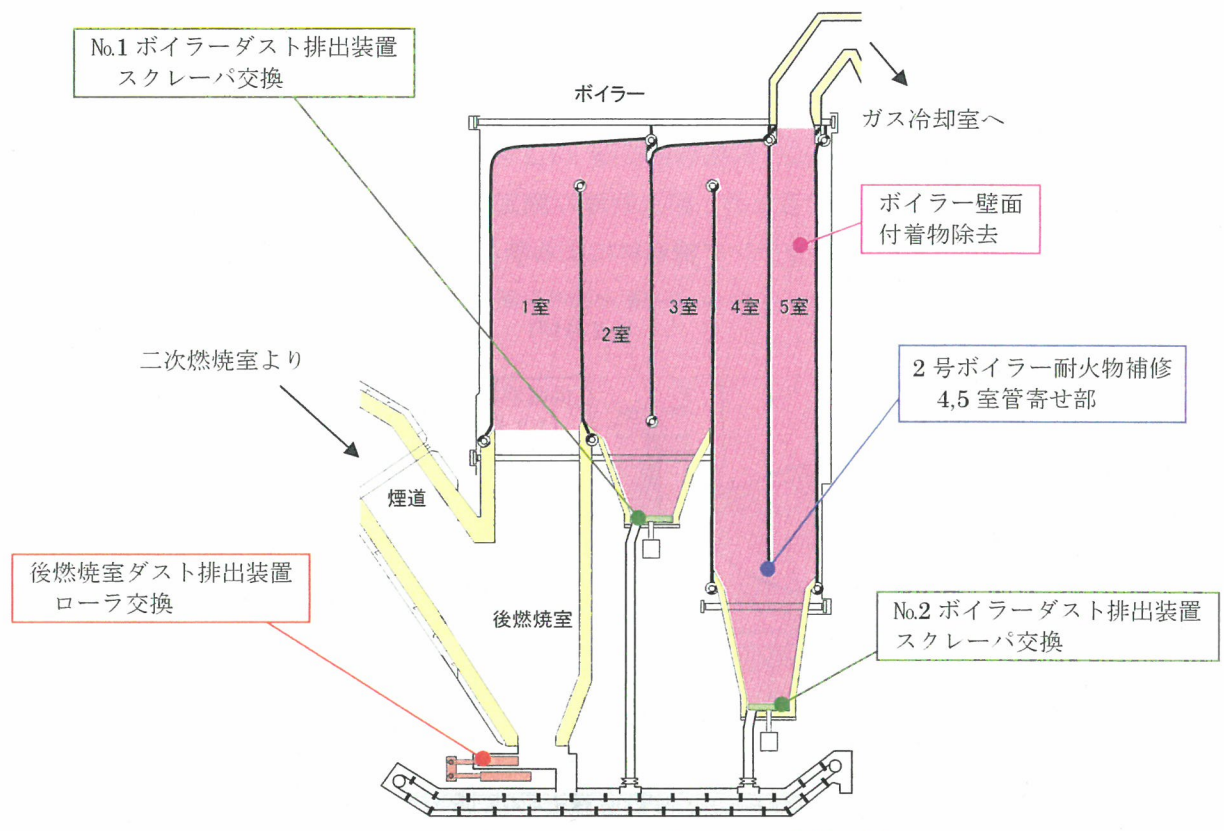 №1 ボイラーダスト排出装置
スクレーパ交換
ボイラー
ガス冷却室へ
ボイラー壁面
付着物除去
1室
2室
3室
4室
5室
二次燃焼室より
2 号ボイラー耐火物補修
4,5 室管寄せ部
煙道
後燃焼室ダスト排出装置
ローラ交換
後燃焼室
№2 ボイラーダスト排出装置
スクレーパ交換